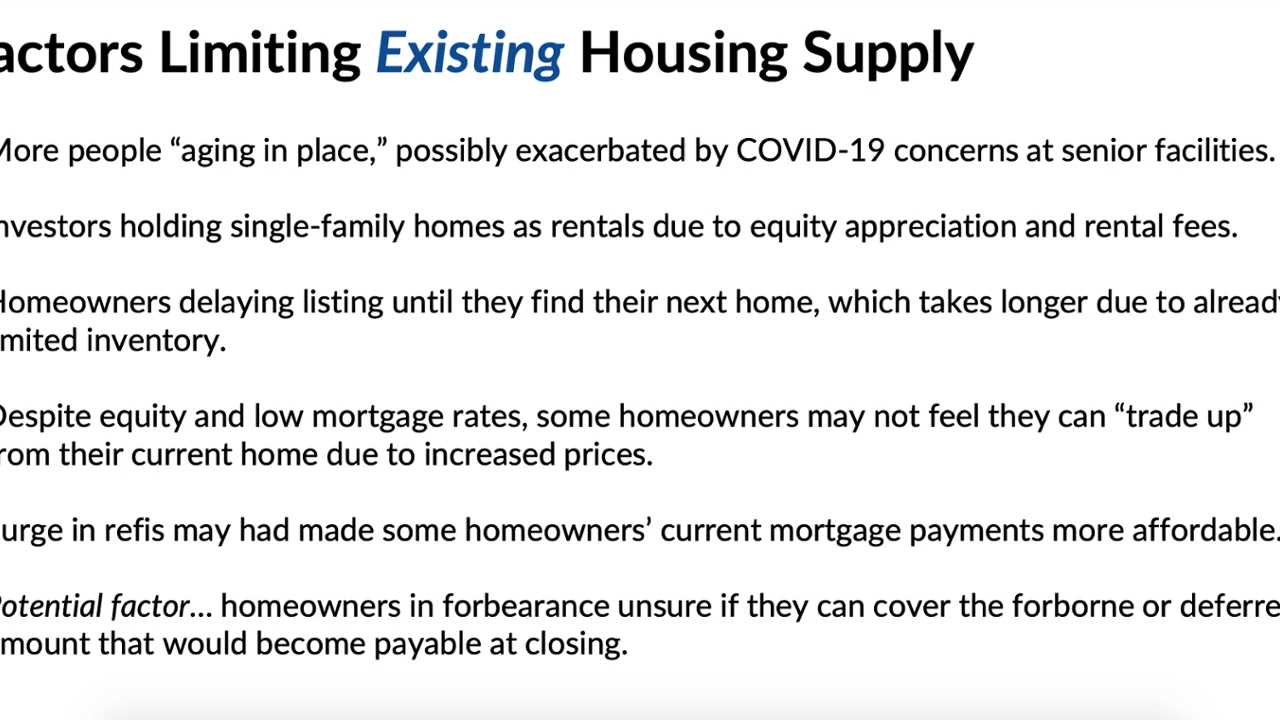 actors Limiting Existing Housing Supply
More people “aging in place,” possibly exacerbated by COVID-19 concerns at senior facilities.
nvestors holding single-family homes as rentals due to equity appreciation and rental fees.
Homeowners delaying listing until they find their next home, which takes longer due to already
mited inventory.
Despite equity and low mortgage rates, some homeowners may not feel they can “trade up”
rom their current home due to increased prices.
urge in refis may had made some homeowners’ current mortgage payments more affordable.
Potential factor... homeowners in forbearance unsure if they can cover the forborne or deferre
mount that would become payable at closing.